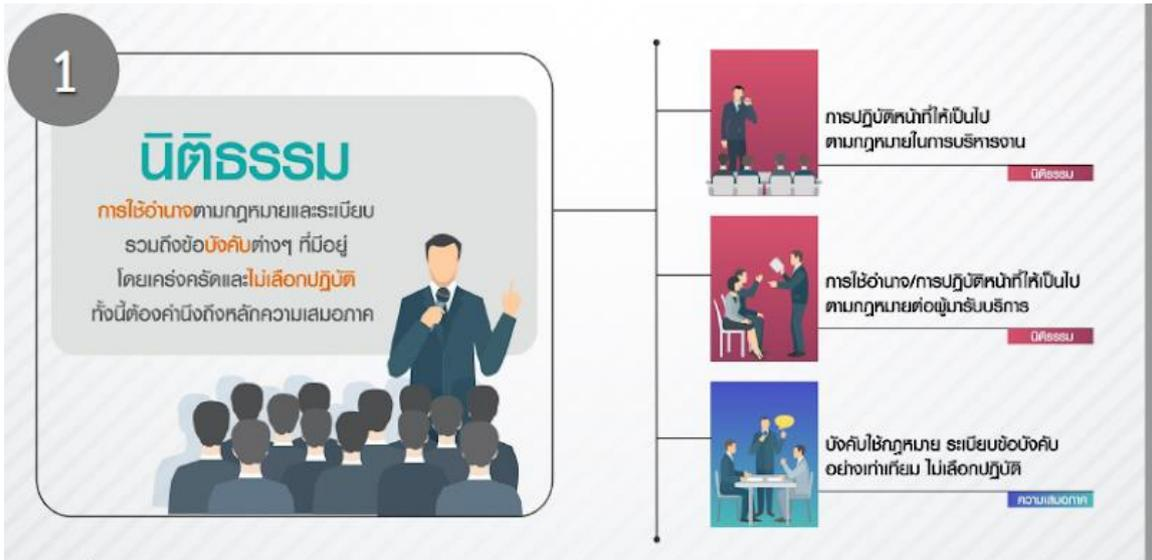 1
นิติธรรม
การใช้อำนาจตามกฎหมายและระเบียบ
รวมถึงข้อบังคับต่างๆ ที่มีอยู่
โดยเคร่งครัดและไม่เลือกปฏิบัติ
ทั้งนี้ต้องคำนึงถึงหลักความเสมอภาค
การปฏิบัติหน้าที่ให้เป็นไป
ตามกฎหมายในการบริหารงาน
นิติธรรม
การใช้อำนาจ/การปฏิบัติหน้าที่ให้เป็นไป
ตามกฎหมายต่อผู้มารับบริการ
นิติธรรม
บังคับใช้กฎหมาย ระเบียบข้อบังคับ
อย่างเท่าเทียม ไม่เลือกปฏิบัติ
ความเสมอภาค